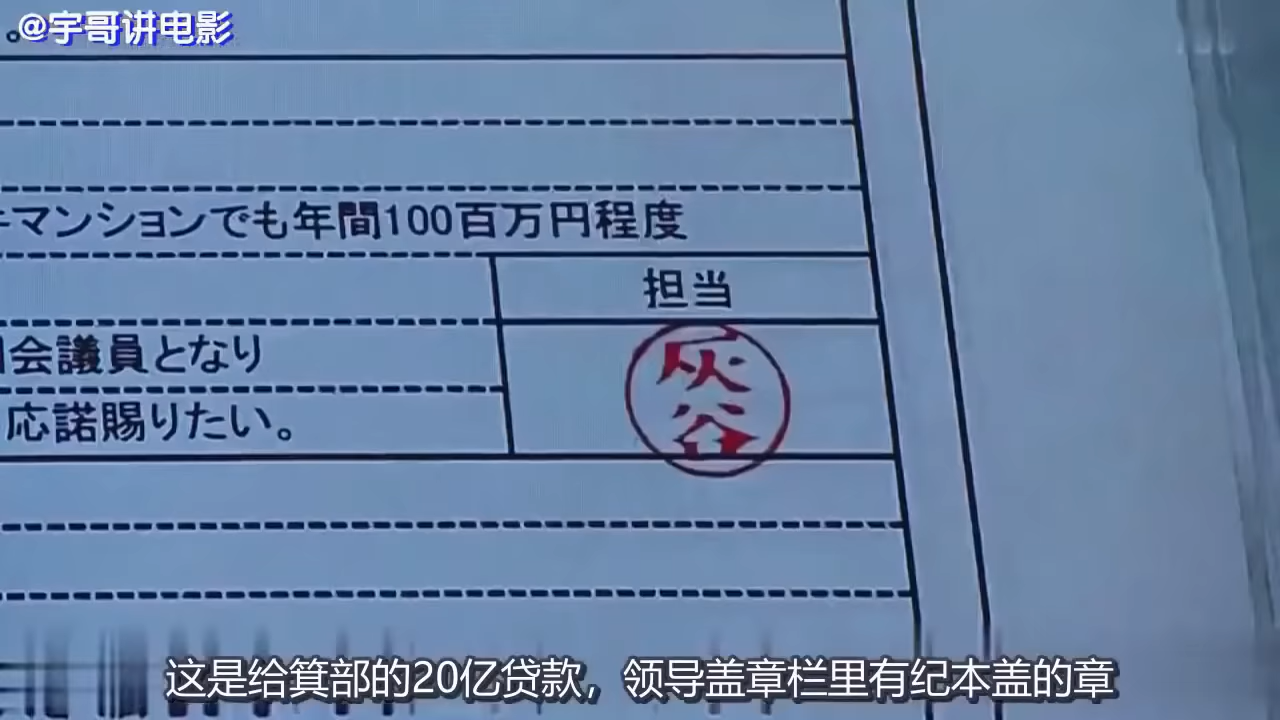 @宇哥讲电影
。
マンションでも年間100百万円程度
担当
会議員となり
応諾賜りたい。
灰谷
这是给箕部的20亿贷款，领导盖章栏里有纪本盖的章